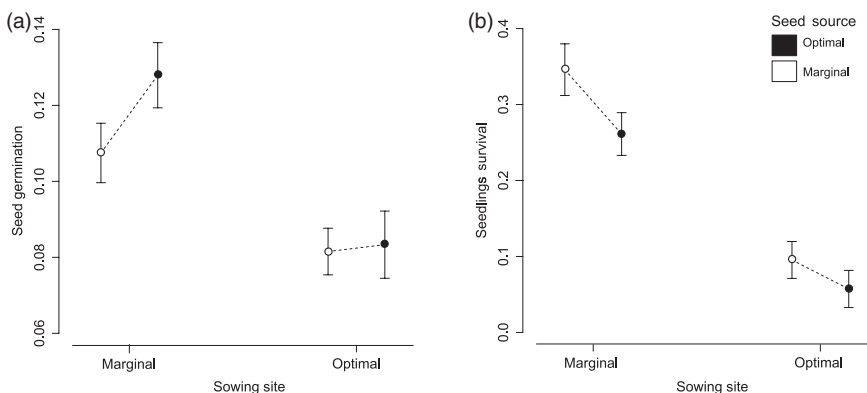 (a)
Seed germination
0.14
0.12
0.10
0.08
0.06
Marginal
Optimal
Sowing site
(b)
Seedlings survival
0.4
0.3
0.2
0.1
0.0
Marginal
Optimal
Sowing site
Seed source
Optimal
Marginal